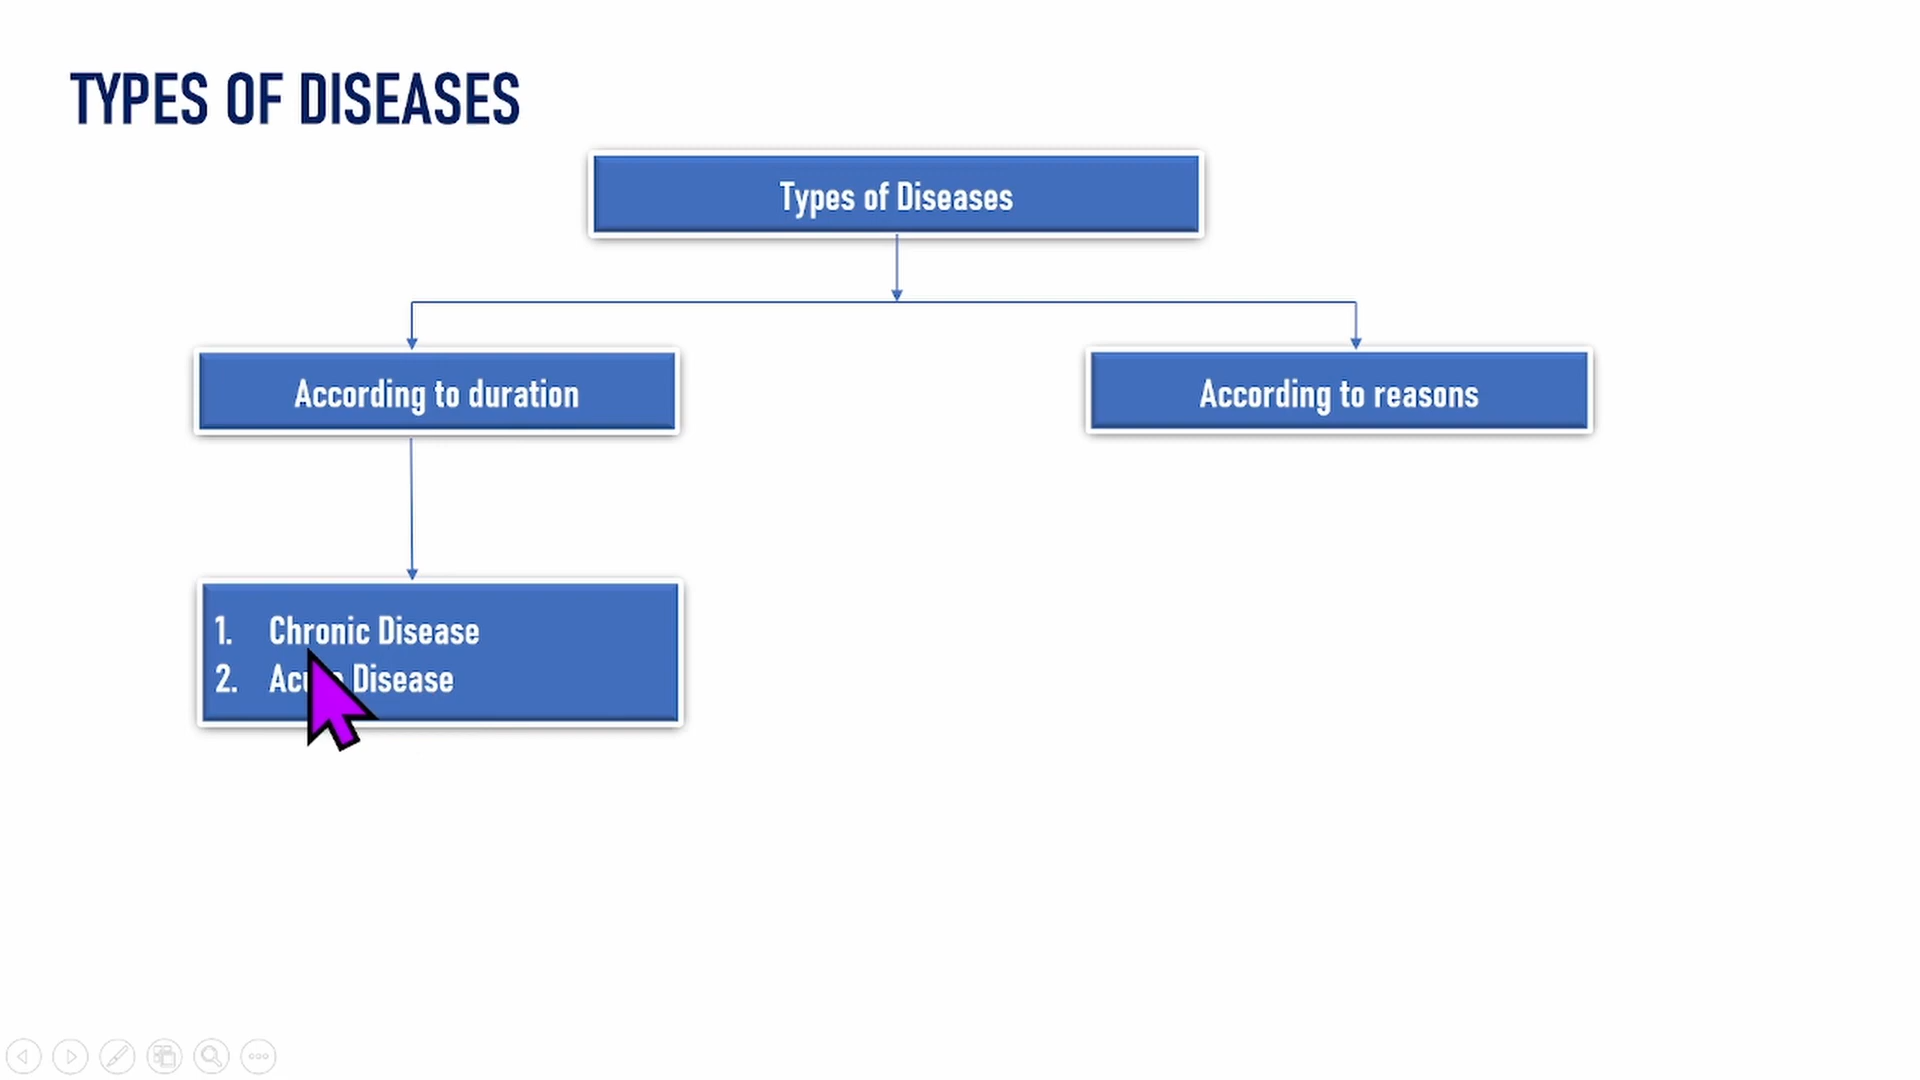 TYPES OF DISEASES
Types of Diseases
According to duration
According to reasons
1. Chronic Disease
2. Disease